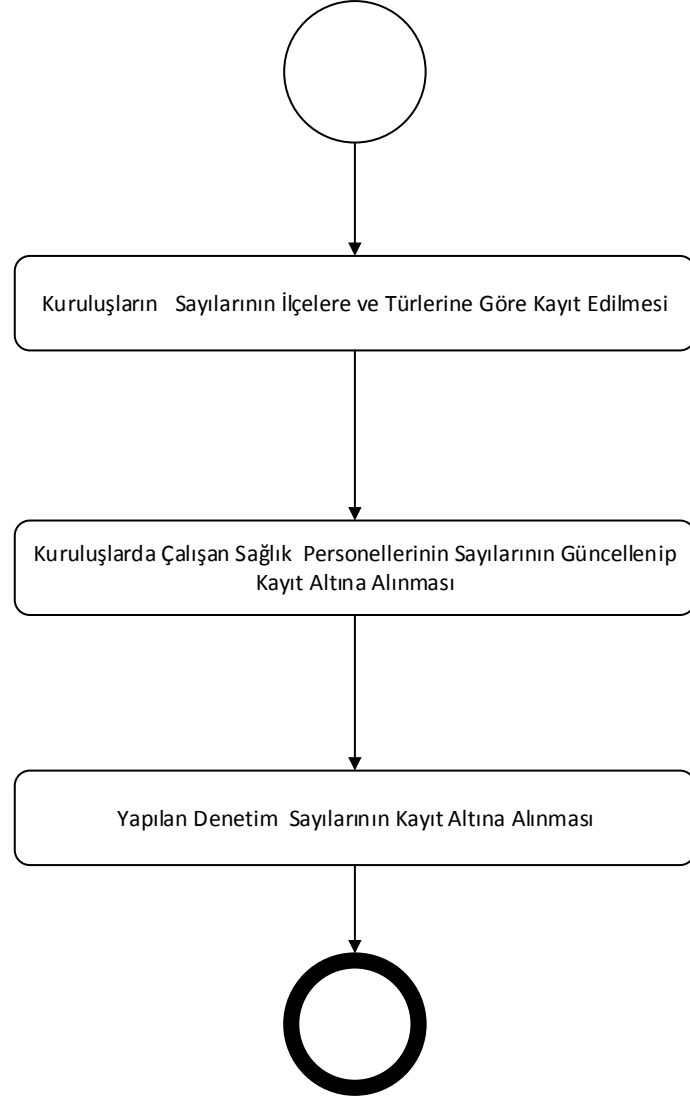 Kuruluşların Sayılarının İlçelere ve Türlerine Göre Kayıt Edilmesi
Kuruluşlarda Çalışan Sağlık Personellerinin Sayılarının Güncellenip
Kayıt Altına Alınması
Yapılan Denetim Sayılarının Kayıt Altına Alınması